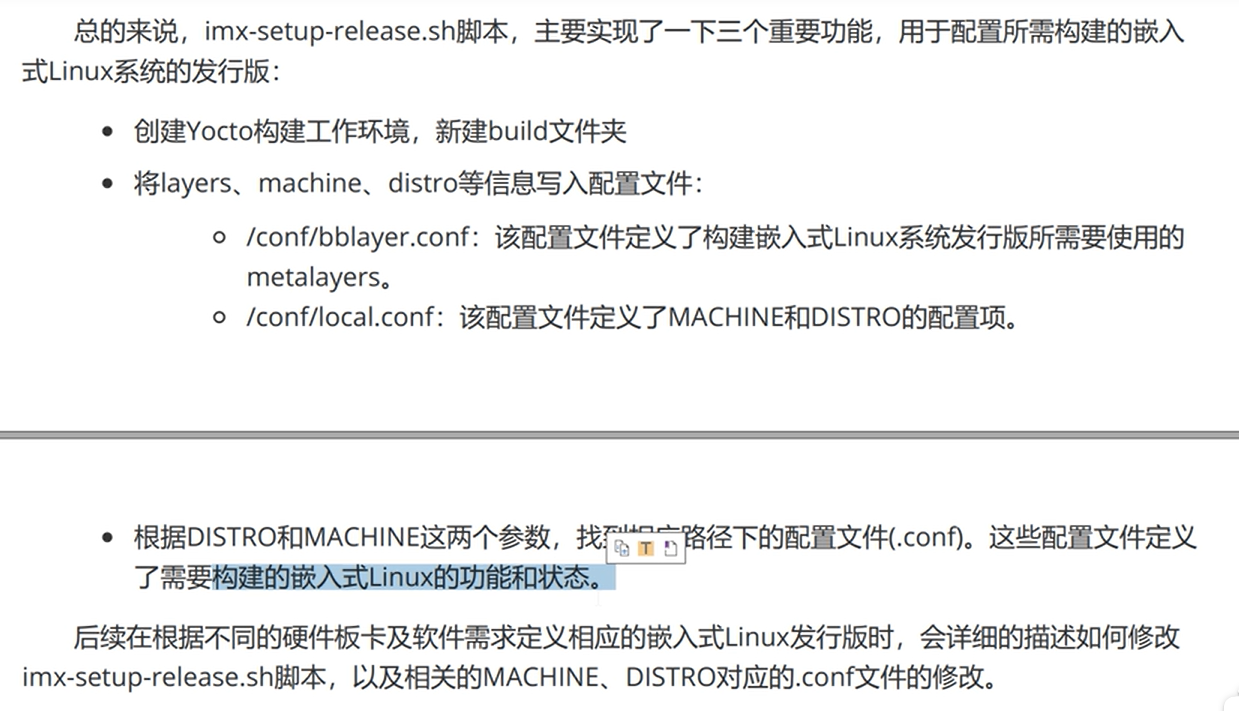 总的来说，imx-setup-release.sh脚本，主要实现了一下三个重要功能，用于配置所需构建的嵌入
式Linux系统的发行版：
创建Yocto构建工作环境，新建build文件夹
将layers、machine、distro等信息写入配置文件：
/conf/bblayer.conf：该配置文件定义了构建嵌入式Linux系统发行版所需要使用的
metalayers。
/conf/local.conf：该配置文件定义了MACHINE和DISTRO的配置项。
根据DISTRO和MACHINE这两个参数，找路径下的配置文件(.conf)。这些配置文件定义
了需要构建的嵌入式Linux的功能和状态。
后续在根据不同的硬件板卡及软件需求定义相应的嵌入式Linux发行版时，会详细的描述如何修改
imx-setup-release.sh脚本，以及相关的MACHINE、DISTRO对应的.conf文件的修改。